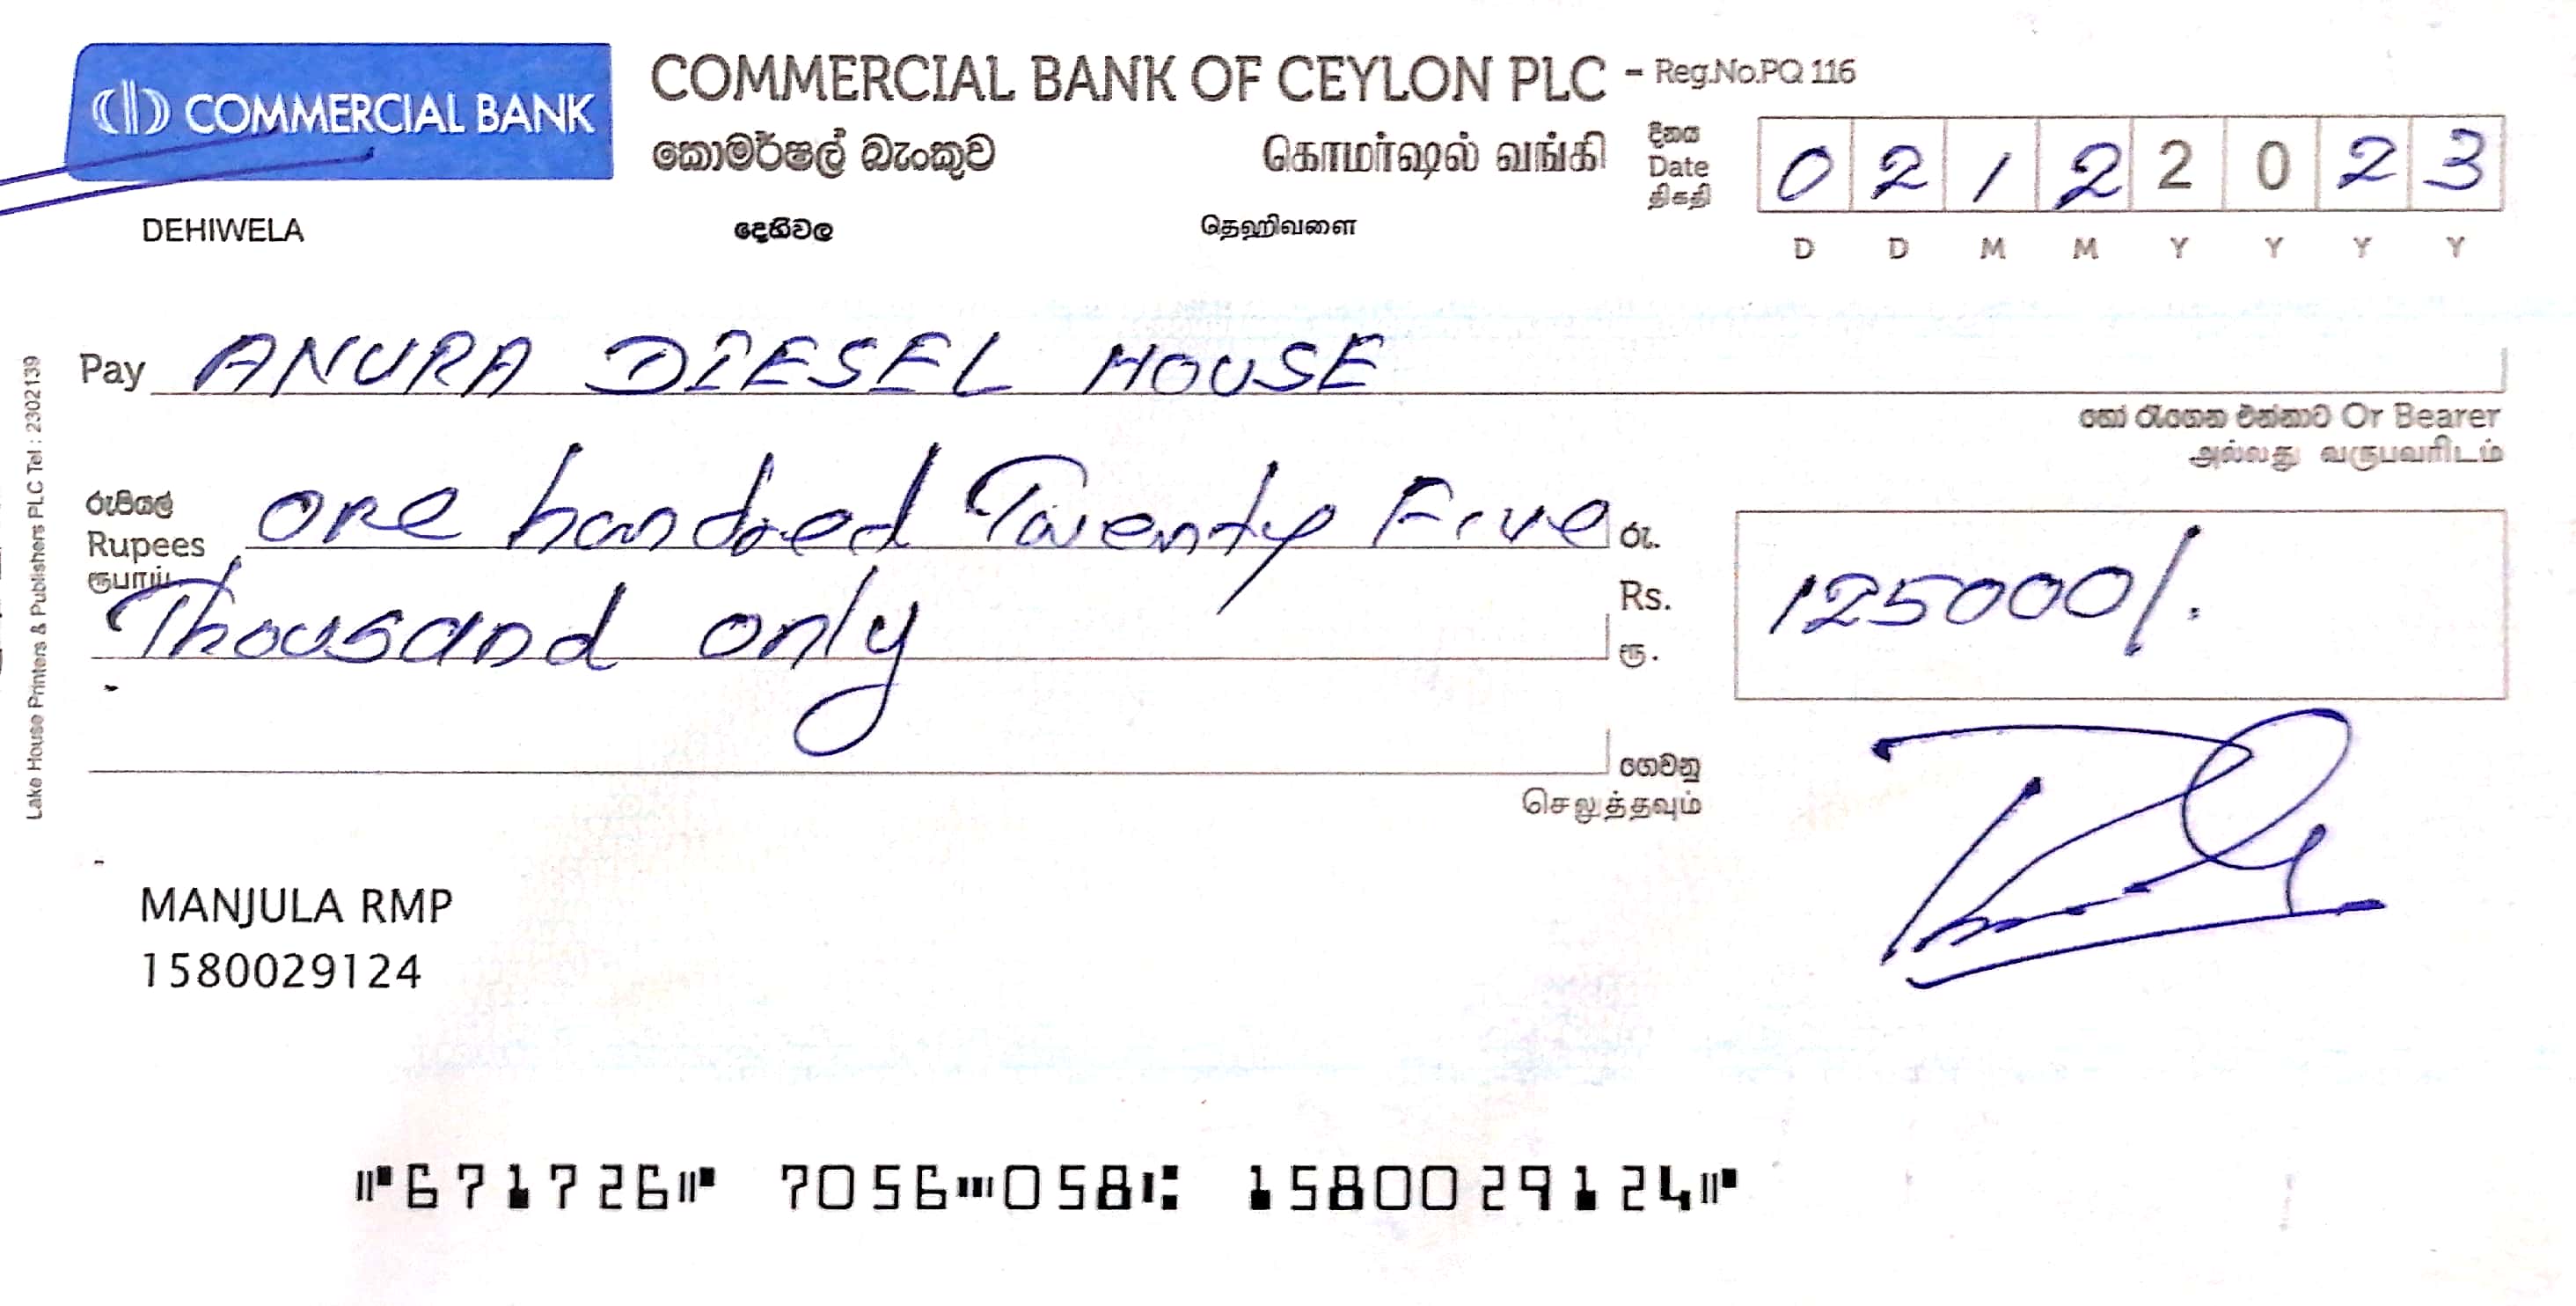 COMMERCIAL BANK
COMMERCIAL BANK OF CEYLON PLC - Reg.No.PQ 116
කොමර්ෂල් බැංකුව கொமர்ஷல் வங்கி
දිනය
Date
திகதி
0 2 1 2 2 0 2 3
D D M M Y Y Y Y
DEHIWELA දෙහිවල தெஹிவளை
Pay ANURA DIESEL HOUSE
හෝ රැගෙන එන්නාට Or Bearer
அல்லது வருபவரிடம்
රුපියල්
Rupees
ரூபாய்
one hundred Twenty Five
Thousand only
රු.
Rs.
ரூ.
125000/.
ගෙවනු
செலுத்தவும்
MANJULA RMP
1580029124
671726 7056 058 1580029124
Lake House Printers & Publishers PLC Tel : 2302139